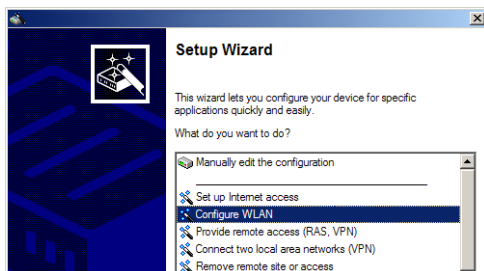 Setup Wizard
This wizard lets you configure your device for specific
applications quickly and easily.
What do you want to do?
Manually edit the configuration
Set up Internet access
Configure WLAN
Provide remote access (RAS, VPN)
Connect two local area networks (VPN)
Remove remote site or access